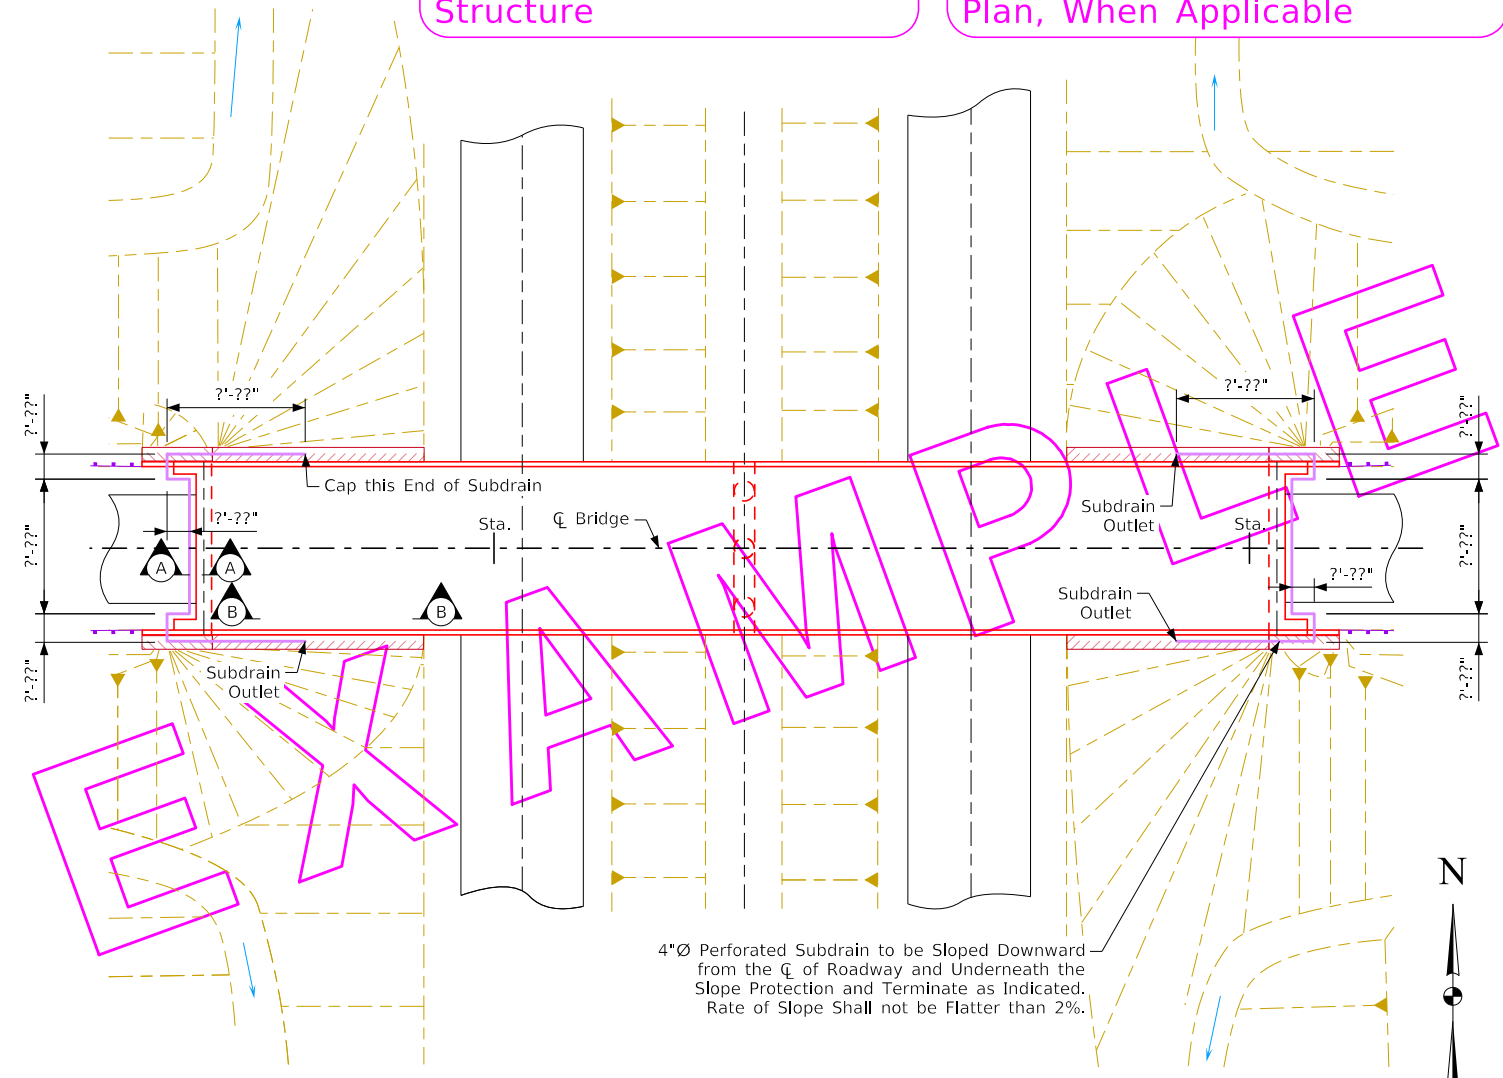 Structure
Plan, When Applicable
?'-??"
?'-??"
?'-??"
?'-??"
Cap this End of Subdrain
?'-??"
Sta.
℄ Bridge
Subdrain
Outlet
Sta.
?'-??"
?'-??"
A
A
?'-??"
B
B
Subdrain
Outlet
?'-??"
Subdrain
Outlet
?'-??"
EXAMPLE
N
4"Ø Perforated Subdrain to be Sloped Downward
from the ℄ of Roadway and Underneath the
Slope Protection and Terminate as Indicated.
Rate of Slope Shall not be Flatter than 2%.